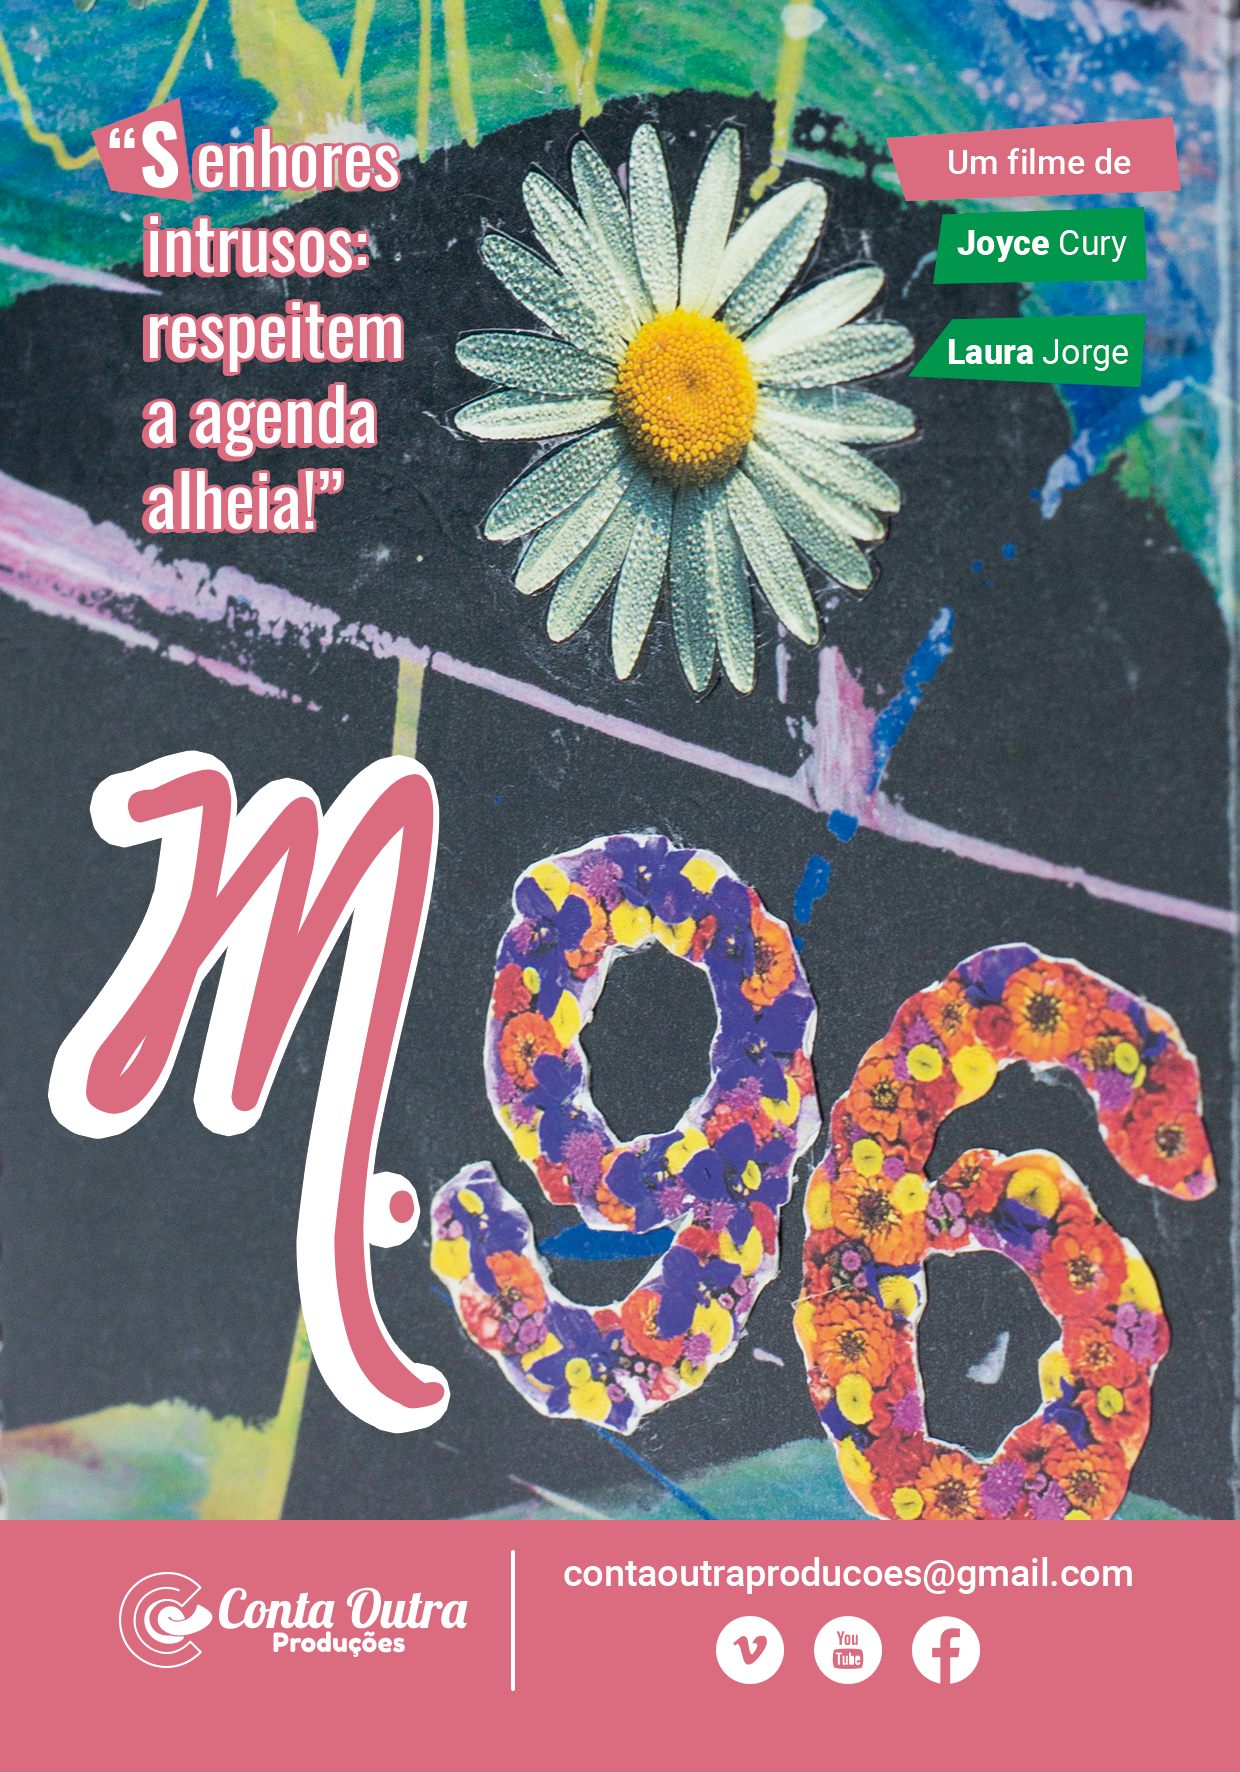 “Senhores
intrusos:
respeitem
a agenda
alheia!”
Um filme de
Joyce Cury
Laura Jorge
M.96
Conta Outra
Produções
contaoutraproducoes@gmail.com
You
Tube